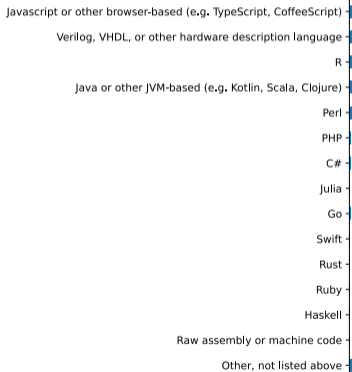 Javascript or other browser-based (e.g. TypeScript, CoffeeScript)
Verilog, VHDL, or other hardware description language
R
Java or other JVM-based (e.g. Kotlin, Scala, Clojure)
Perl
PHP
C#
Julia
Go
Swift
Rust
Ruby
Haskell
Raw assembly or machine code
Other, not listed above